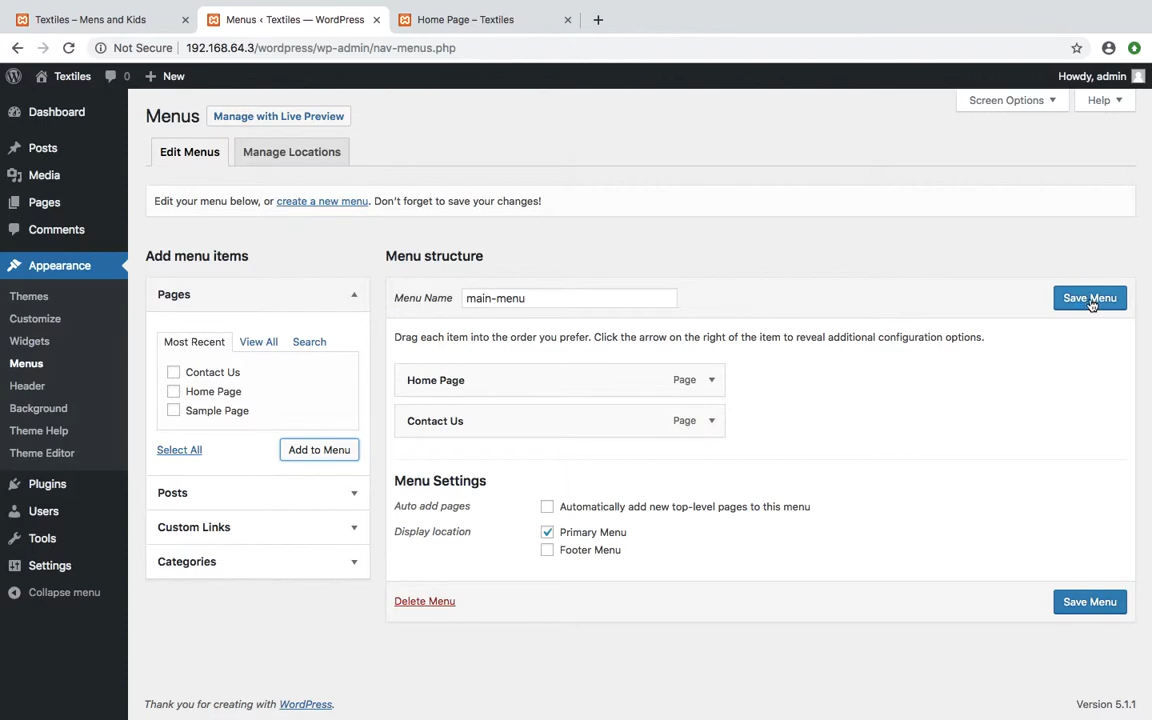 Textiles – Mens and Kids
Menus ‹ Textiles — WordPress
Home Page – Textiles
Not Secure
192.168.64.3/wordpress/wp-admin/nav-menus.php
Textiles
0
New
Howdy, admin
Screen Options
Help
Dashboard
Posts
Media
Pages
Comments
Appearance
Themes
Customize
Widgets
Menus
Header
Background
Theme Help
Theme Editor
Plugins
Users
Tools
Settings
Collapse menu
Menus
Manage with Live Preview
Edit Menus
Manage Locations
Edit your menu below, or create a new menu. Don’t forget to save your changes!
Add menu items
Pages
Most Recent
View All
Search
Contact Us
Home Page
Sample Page
Select All
Add to Menu
Posts
Custom Links
Categories
Menu structure
Menu Name
main-menu
Save Menu
Drag each item into the order you prefer. Click the arrow on the right of the item to reveal additional configuration options.
Home Page
Page
Contact Us
Page
Menu Settings
Auto add pages
Automatically add new top-level pages to this menu
Display location
Primary Menu
Footer Menu
Delete Menu
Save Menu
Thank you for creating with WordPress.
Version 5.1.1